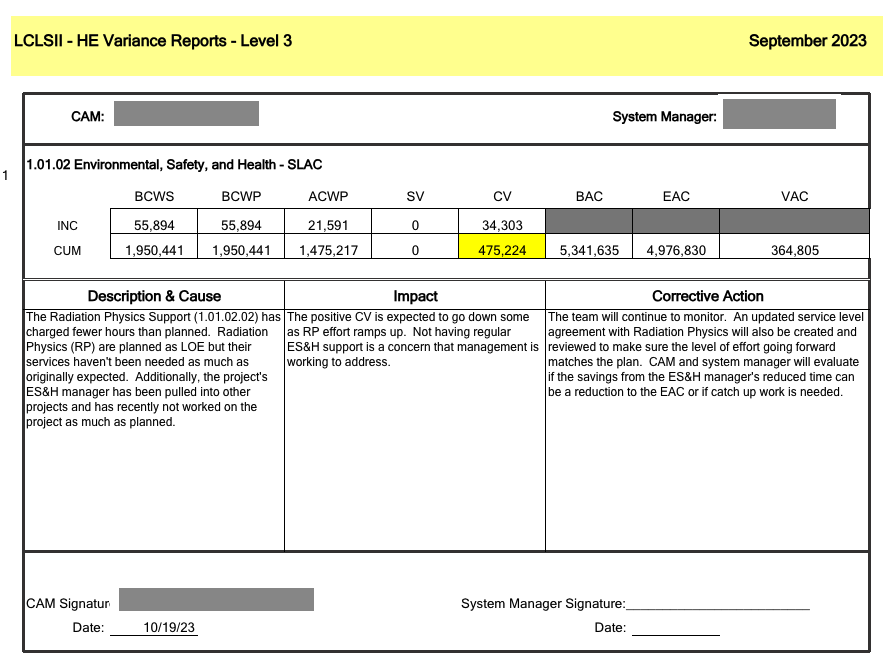 LCLSII - HE Variance Reports - Level 3 September 2023
CAM: System Manager:
1.01.02 Environmental, Safety, and Health - SLAC
1
BCWS BCWP ACWP SV CV BAC EAC VAC
INC 55,894 55,894 21,591 0 34,303
CUM 1,950,441 1,950,441 1,475,217 0 475,224 5,341,635 4,976,830 364,805
Description & Cause Impact Corrective Action
The Radiation Physics Support (1.01.02.02) has
charged fewer hours than planned. Radiation
Physics (RP) are planned as LOE but their
services haven't been needed as much as
originally expected. Additionally, the project's
ES&H manager has been pulled into other
projects and has recently not worked on the
project as much as planned.
The positive CV is expected to go down some
as RP effort ramps up. Not having regular
ES&H support is a concern that management is
working to address.
The team will continue to monitor. An updated service level
agreement with Radiation Physics will also be created and
reviewed to make sure the level of effort going forward
matches the plan. CAM and system manager will evaluate
if the savings from the ES&H manager's reduced time can
be a reduction to the EAC or if catch up work is needed.
CAM Signatur System Manager Signature:
Date: 10/19/23 Date: